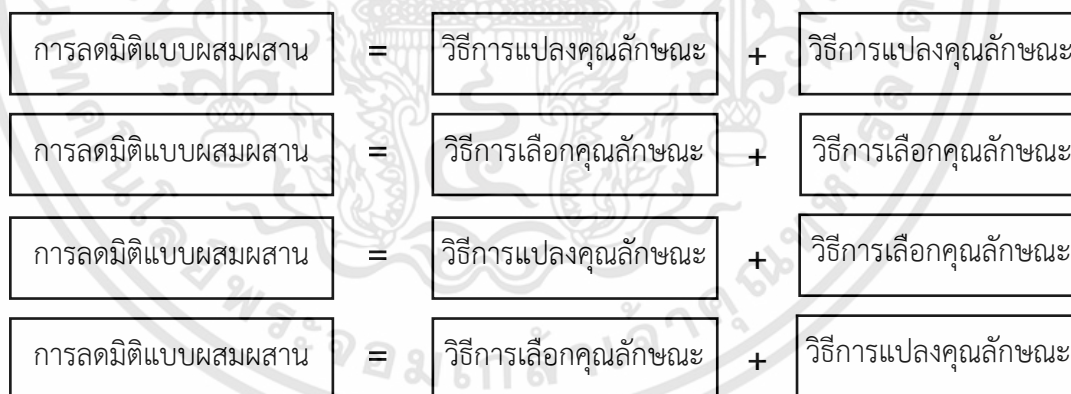 การลดมิติแบบผสมผสาน = วิธีการแปลงคุณลักษณะ + วิธีการแปลงคุณลักษณะ
การลดมิติแบบผสมผสาน = วิธีการเลือกคุณลักษณะ + วิธีการเลือกคุณลักษณะ
การลดมิติแบบผสมผสาน = วิธีการแปลงคุณลักษณะ + วิธีการเลือกคุณลักษณะ
การลดมิติแบบผสมผสาน = วิธีการเลือกคุณลักษณะ + วิธีการแปลงคุณลักษณะ